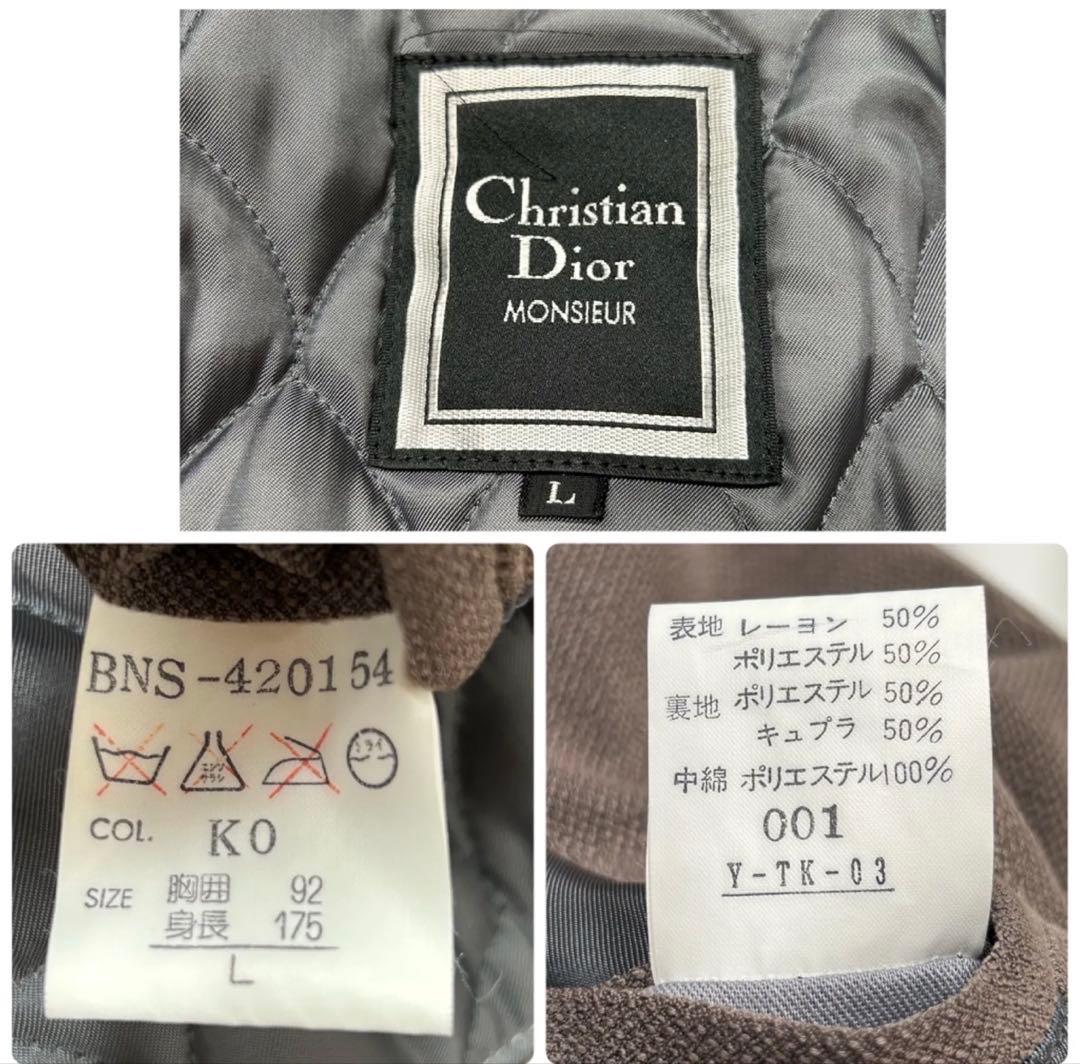 Christian
Dior
MONSIEUR
L
BNS-420154
エンソ
サラシ
ドライ
COL. KO
SIZE 胸囲 92
身長 175
L
表地 レーヨン 50%
ポリエステル 50%
裏地 ポリエステル 50%
キュプラ 50%
中綿 ポリエステル100%
001
Y-TK-03